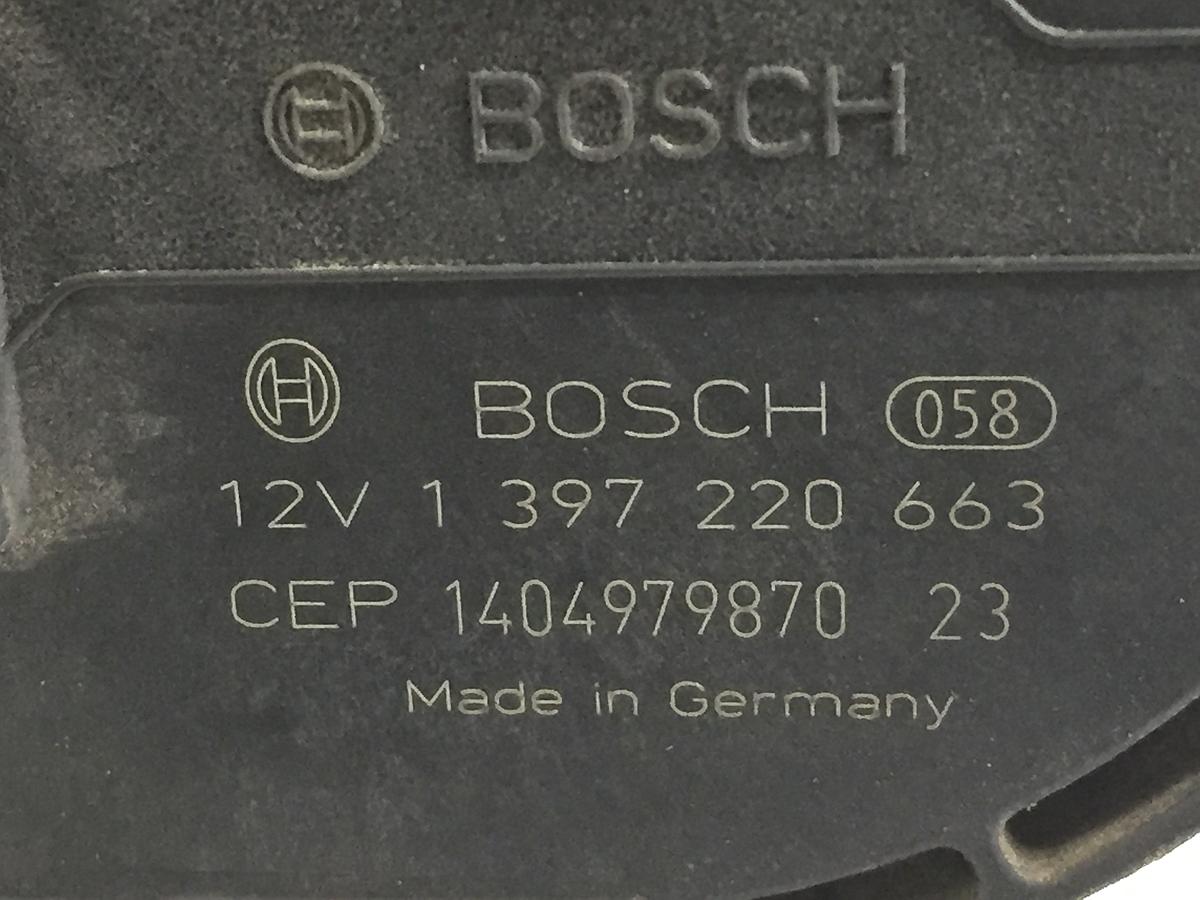 BOSCH
BOSCH 058
12V 1 397 220 663
CEP 1404979870 23
Made in Germany